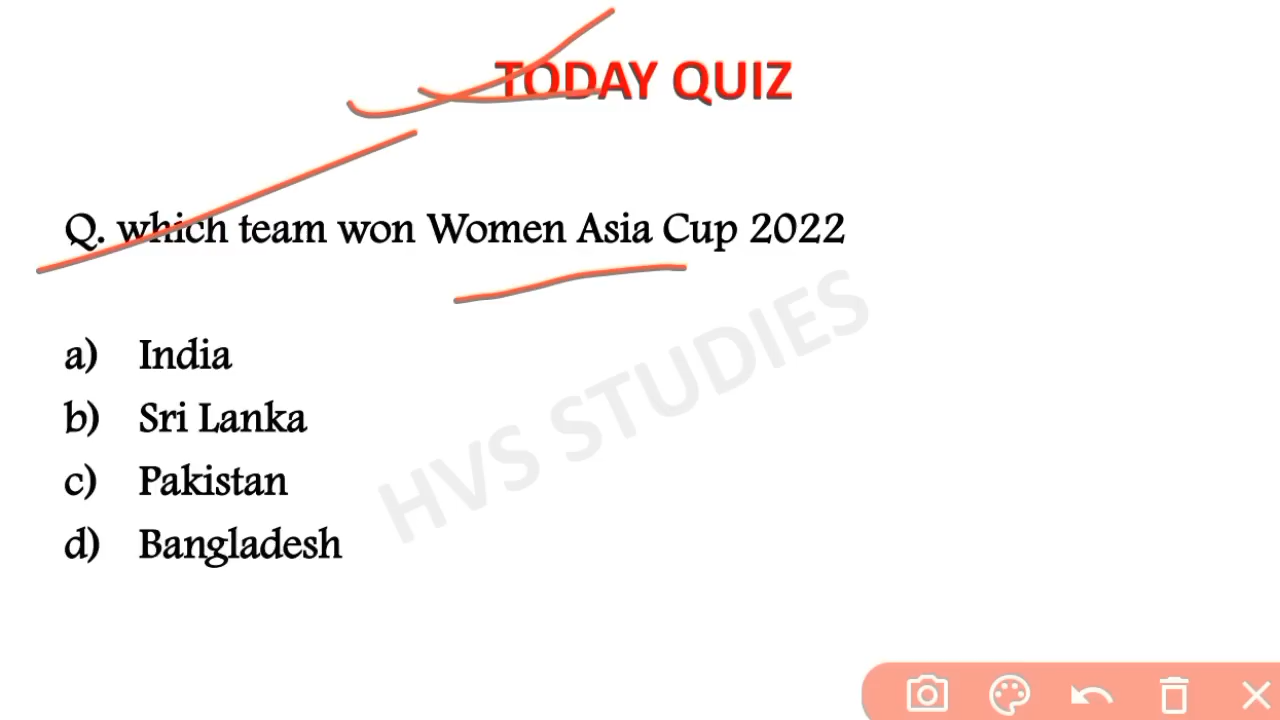 TODAY QUIZ
Q. which team won Women Asia Cup 2022
a) India
b) Sri Lanka
c) Pakistan
d) Bangladesh
HVS STUDIES